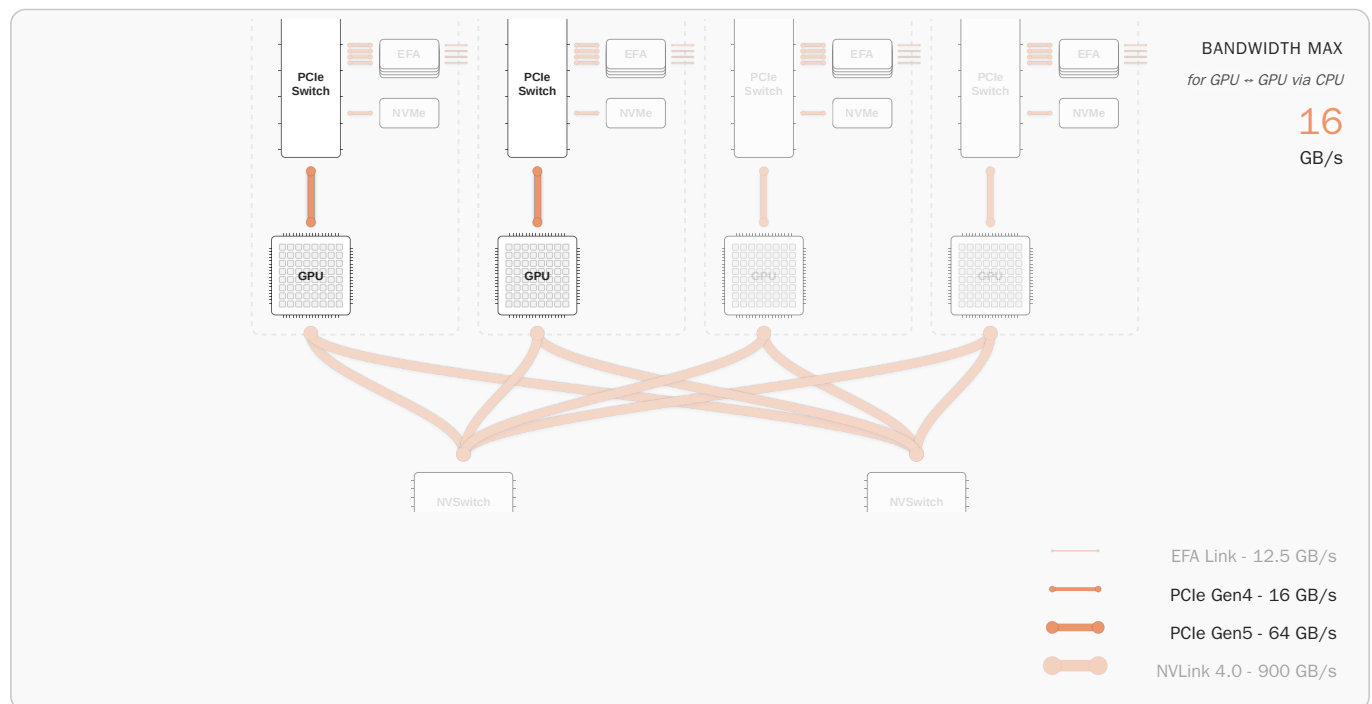 BANDWIDTH MAX
for GPU ↔ GPU via CPU
16
GB/s
PCIe
Switch
EFA
NVMe
PCIe
Switch
EFA
NVMe
PCIe
Switch
EFA
NVMe
PCIe
Switch
EFA
NVMe
GPU
GPU
GPU
GPU
NVSwitch
NVSwitch
EFA Link - 12.5 GB/s
PCIe Gen4 - 16 GB/s
PCIe Gen5 - 64 GB/s
NVLink 4.0 - 900 GB/s